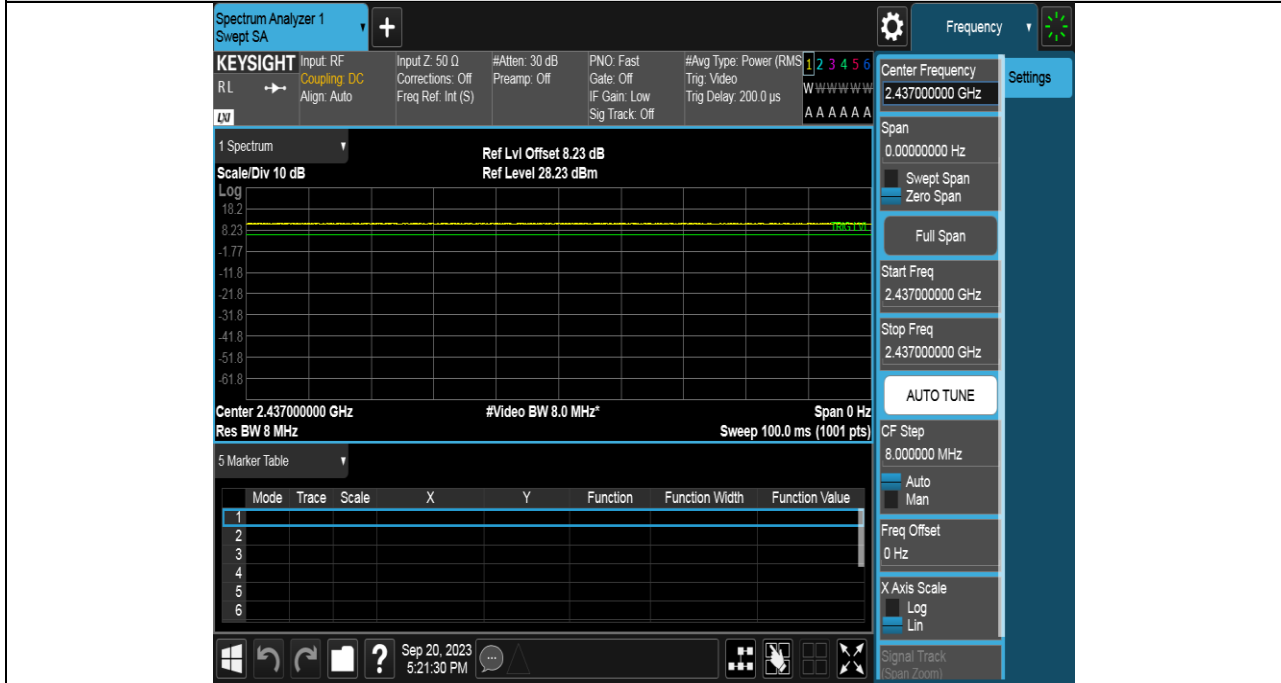 Spectrum Analyzer 1
Swept SA
+
Frequency
KEYSIGHT
RL
LXI
Input: RF
Coupling: DC
Align: Auto
Input Z: 50 Ω
Corrections: Off
Freq Ref: Int (S)
#Atten: 30 dB
Preamp: Off
PNO: Fast
Gate: Off
IF Gain: Low
Sig Track: Off
#Avg Type: Power (RMS
Trig: Video
Trig Delay: 200.0 µs
1 2 3 4 5 6
W W W W W W
A A A A A A
1 Spectrum
Scale/Div 10 dB
Ref Lvl Offset 8.23 dB
Ref Level 28.23 dBm
Log
18.2
8.23
-1.77
-11.8
-21.8
-31.8
-41.8
-51.8
-61.8
TRIG LVL
Center 2.437000000 GHz
#Video BW 8.0 MHz*
Span 0 Hz
Res BW 8 MHz
Sweep 100.0 ms (1001 pts)
5 Marker Table
Mode Trace Scale X Y Function Function Width Function Value
1
2
3
4
5
6
?
Sep 20, 2023
5:21:30 PM
Center Frequency
2.437000000 GHz
Settings
Span
0.00000000 Hz
Swept Span
Zero Span
Full Span
Start Freq
2.437000000 GHz
Stop Freq
2.437000000 GHz
AUTO TUNE
CF Step
8.000000 MHz
Auto
Man
Freq Offset
0 Hz
X Axis Scale
Log
Lin
Signal Track
(Span Zoom)